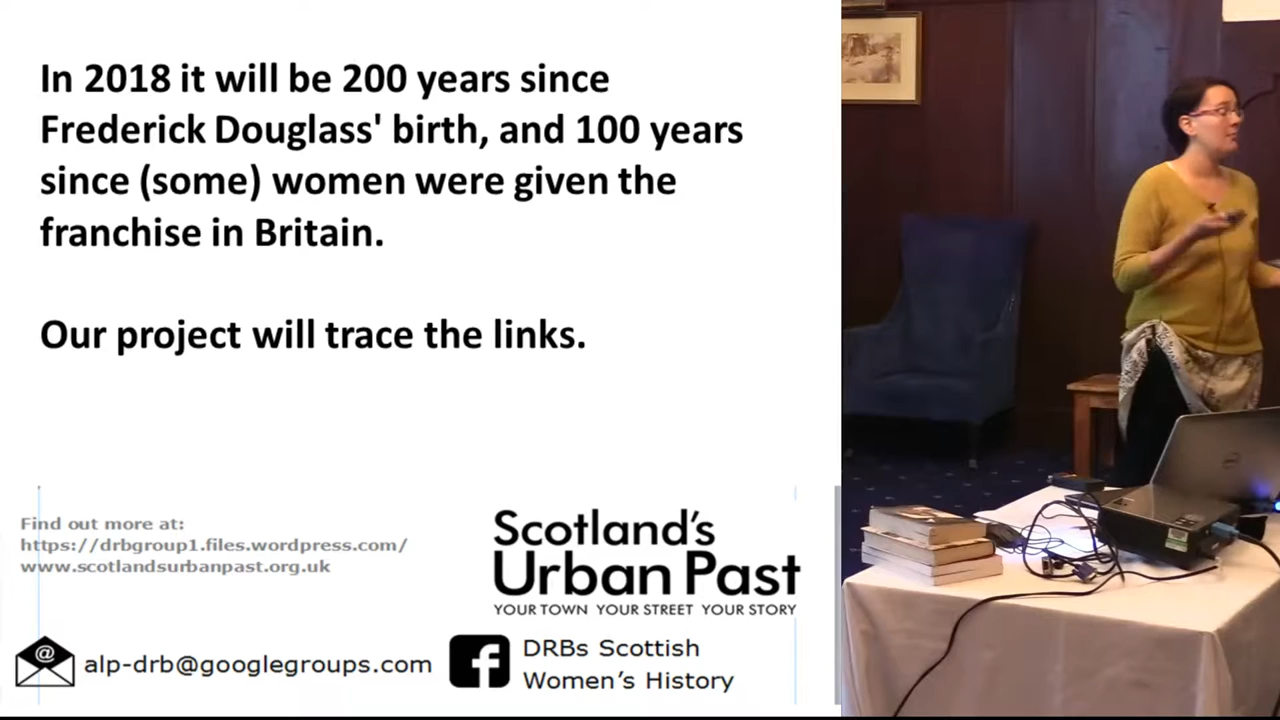 In 2018 it will be 200 years since
Frederick Douglass' birth, and 100 years
since (some) women were given the
franchise in Britain.
Our project will trace the links.
Find out more at:
https://drbgroup1.files.wordpress.com/
www.scotlandsurbanpast.org.uk
Scotland's
Urban Past
YOUR TOWN YOUR STREET YOUR STORY
@
alp-drb@googlegroups.com
f
DRBs Scottish
Women's History